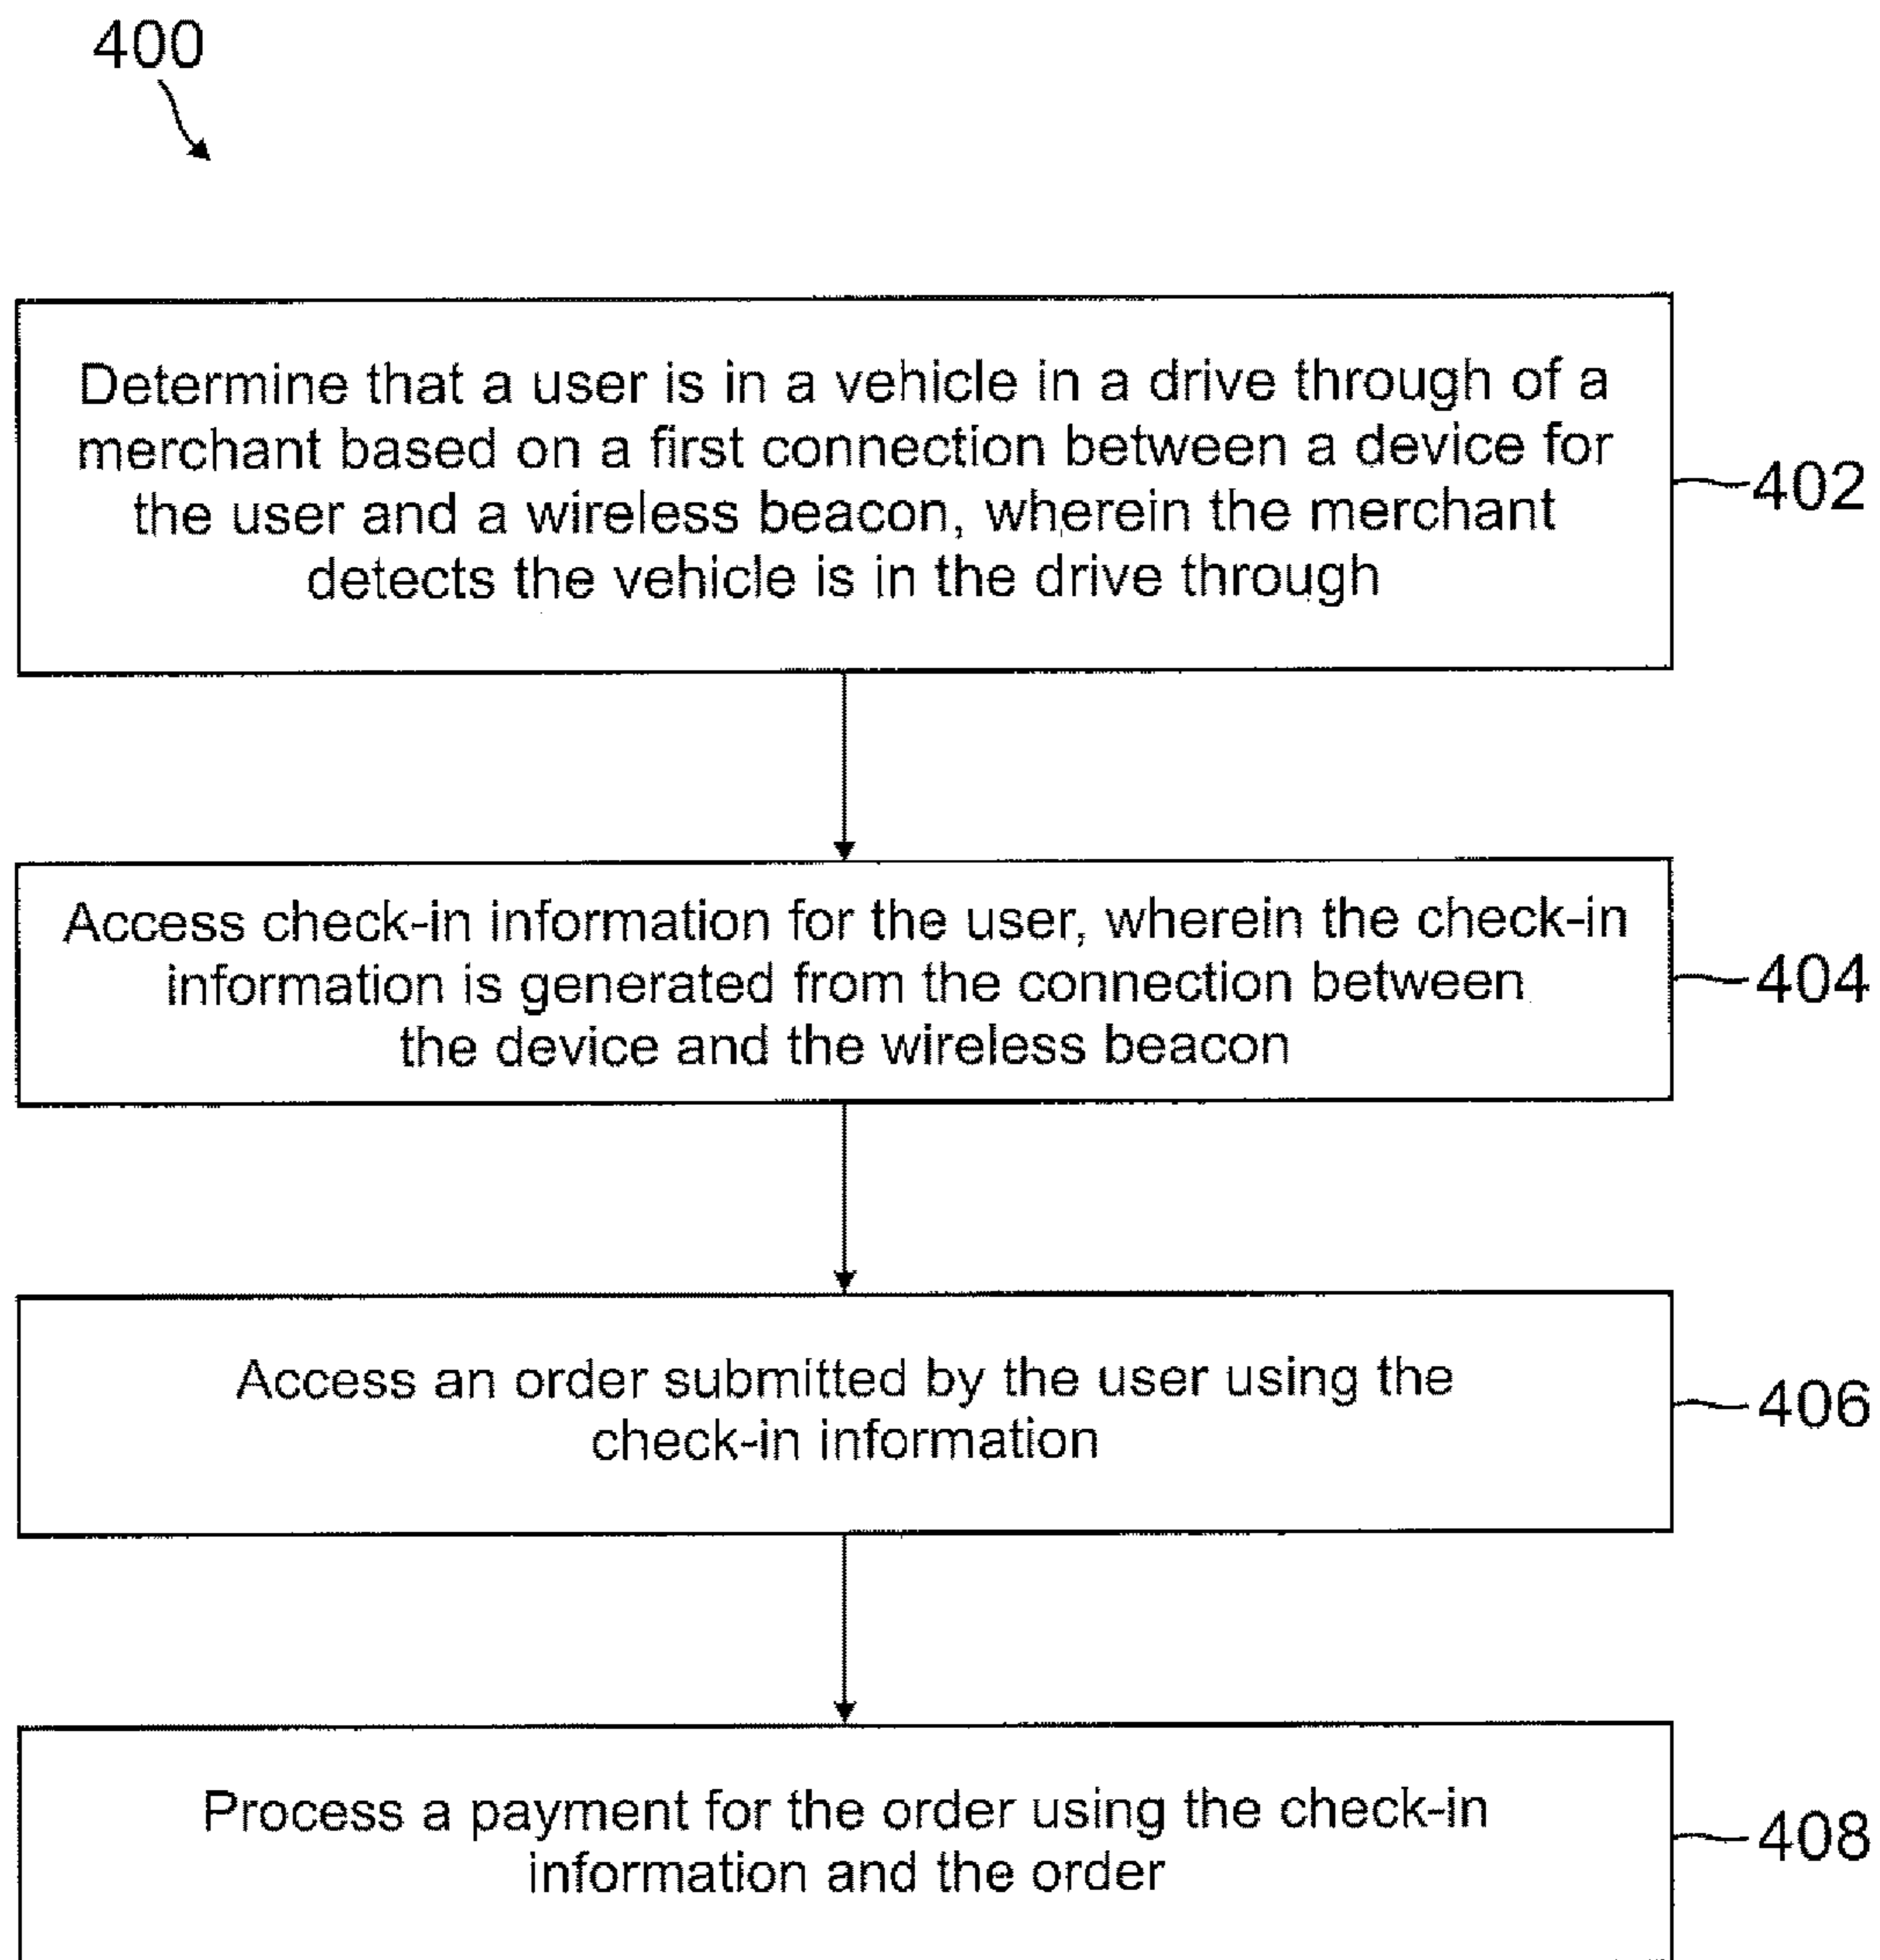 400
Determine that a user is in a vehicle in a drive through of a
merchant based on a first connection between a device for
the user and a wireless beacon, wherein the merchant
detects the vehicle is in the drive through
402
Access check-in information for the user, wherein the check-in
information is generated from the connection between
the device and the wireless beacon
404
Access an order submitted by the user using the
check-in information
406
Process a payment for the order using the check-in
information and the order
408